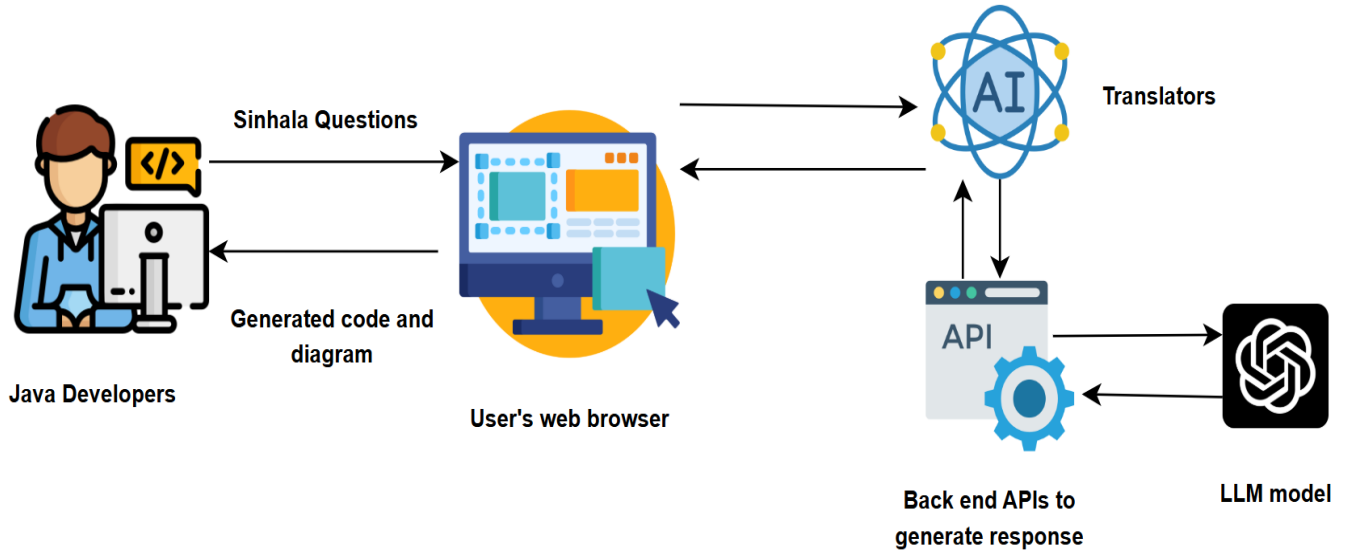 Sinhala Questions
</>
Generated code and
diagram
Java Developers
User's web browser
AI
Translators
API
Back end APIs to
generate response
LLM model